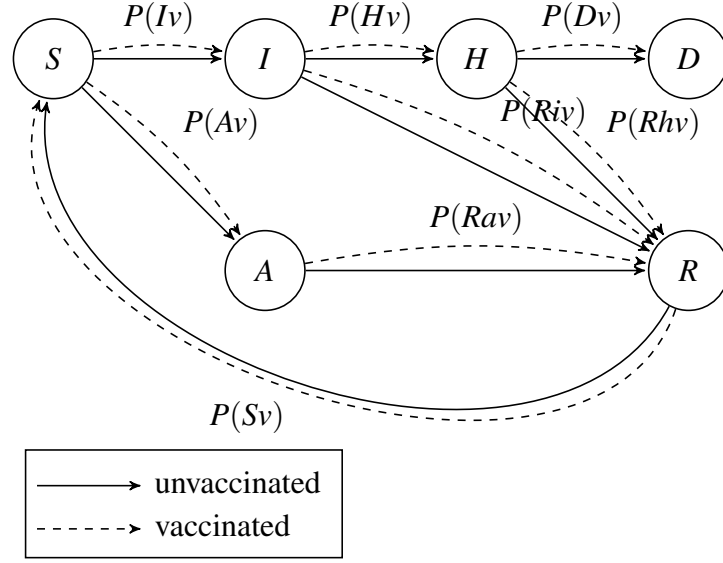 P(Iv) P(Hv) P(Dv)
S I H D
P(Av) P(Riv) P(Rhv)
P(Rav)
A R
P(Sv)
unvaccinated
vaccinated